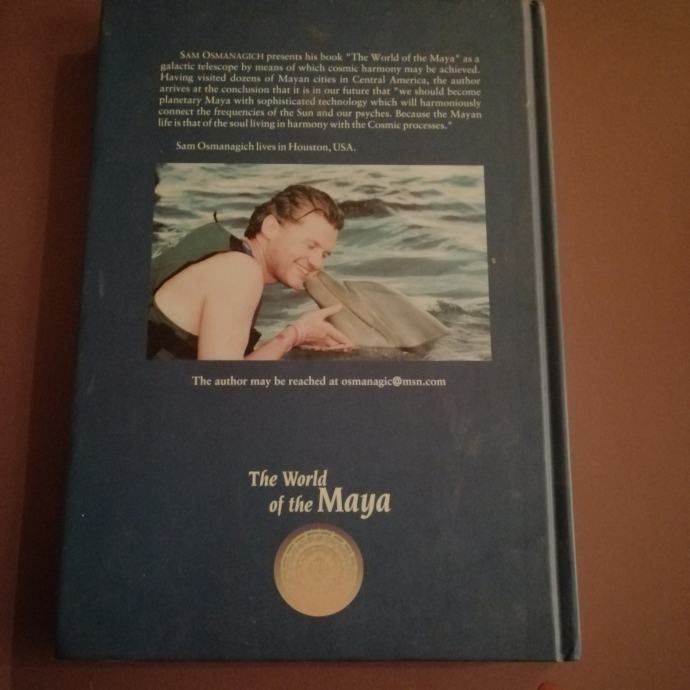 SAM OSMANAGICH presents his book "The World of the Maya" as a
galactic telescope by means of which cosmic harmony may be achieved.
Having visited dozens of Mayan cities in Central America, the author
arrives at the conclusion that it is in our future that "we should become
planetary Maya with sophisticated technology which will harmoniously
connect the frequencies of the Sun and our psyches. Because the Mayan
life is that of the soul living in harmony with the Cosmic processes."
Sam Osmanagich lives in Houston, USA.
The author may be reached at osmanagic@msn.com
The World
of the Maya